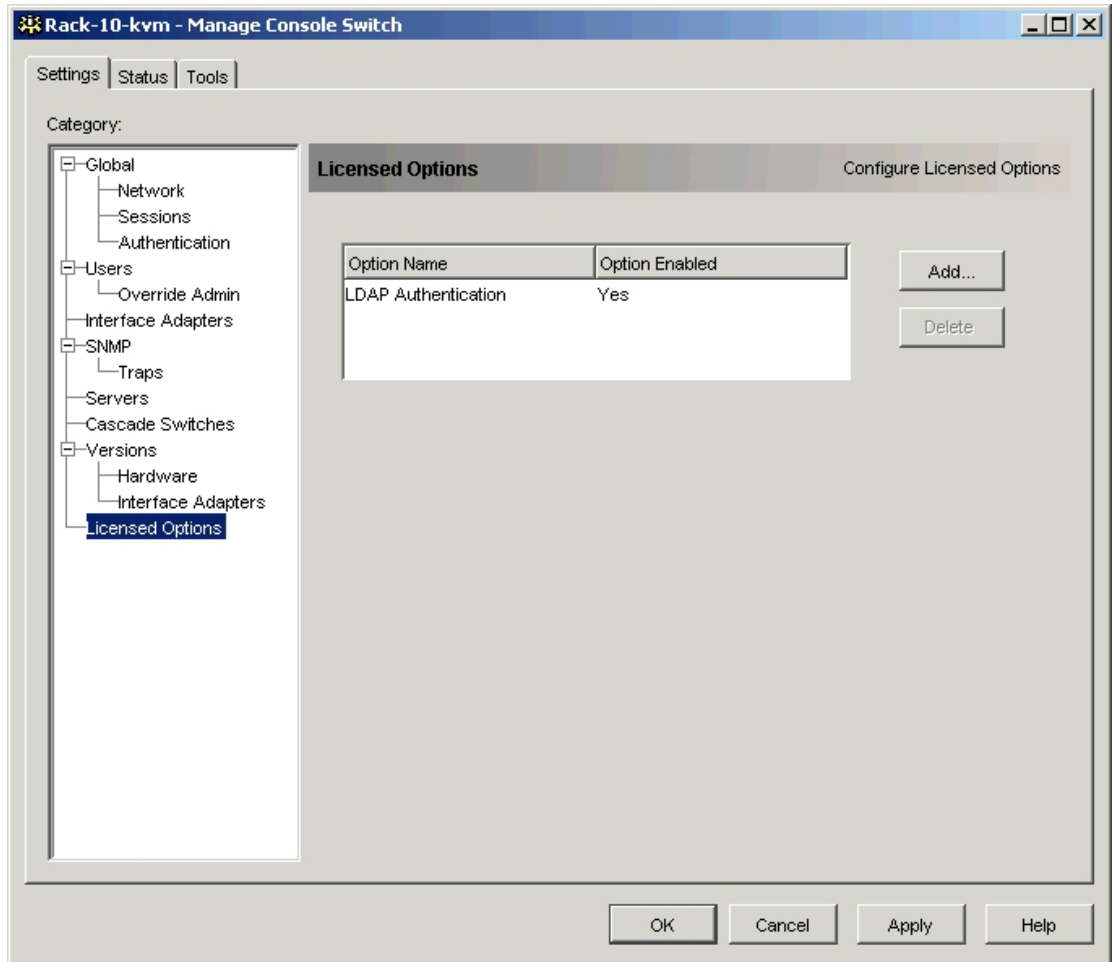 Rack-10-kvm - Manage Console Switch
Settings Status Tools
Category:
Global
Network
Sessions
Authentication
Users
Override Admin
Interface Adapters
SNMP
Traps
Servers
Cascade Switches
Versions
Hardware
Interface Adapters
Licensed Options
Licensed Options Configure Licensed Options
Option Name Option Enabled
LDAP Authentication Yes
Add...
Delete
OK Cancel Apply Help